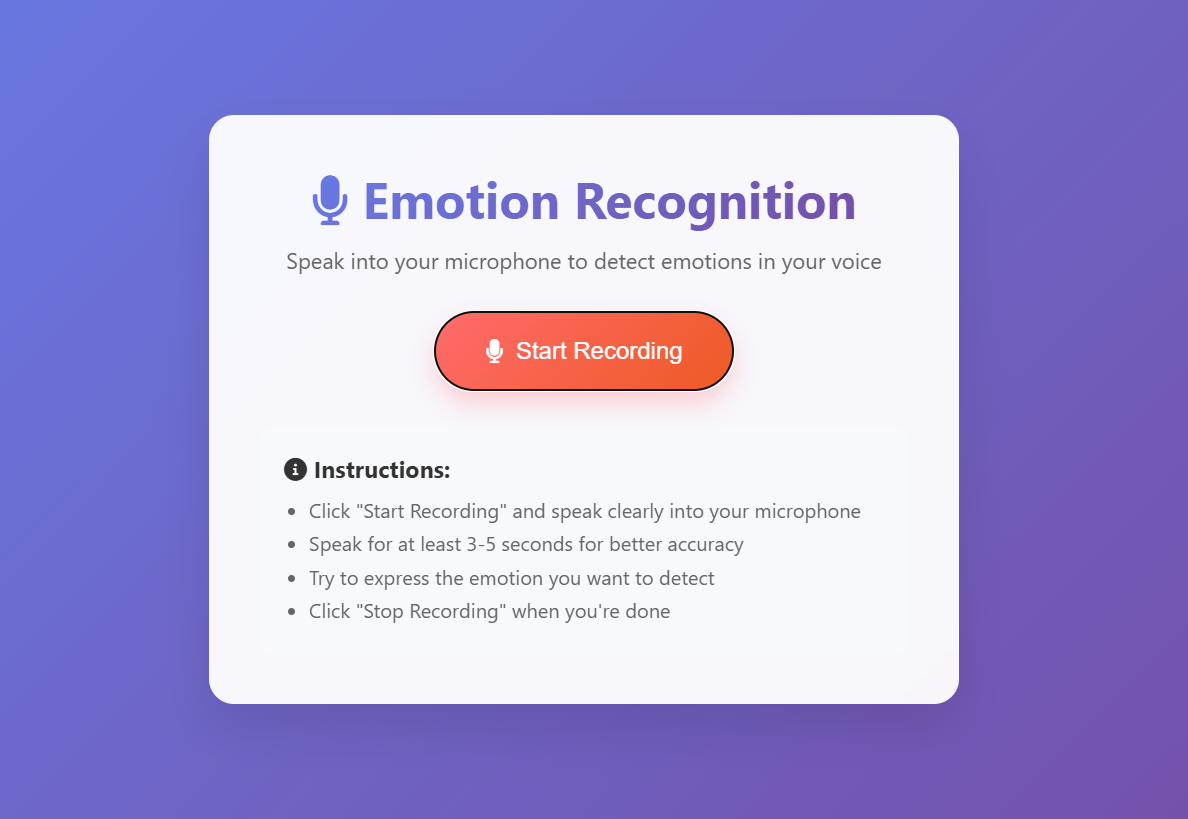 Emotion Recognition
Speak into your microphone to detect emotions in your voice
Start Recording
Instructions:
Click "Start Recording" and speak clearly into your microphone
Speak for at least 3-5 seconds for better accuracy
Try to express the emotion you want to detect
Click "Stop Recording" when you're done